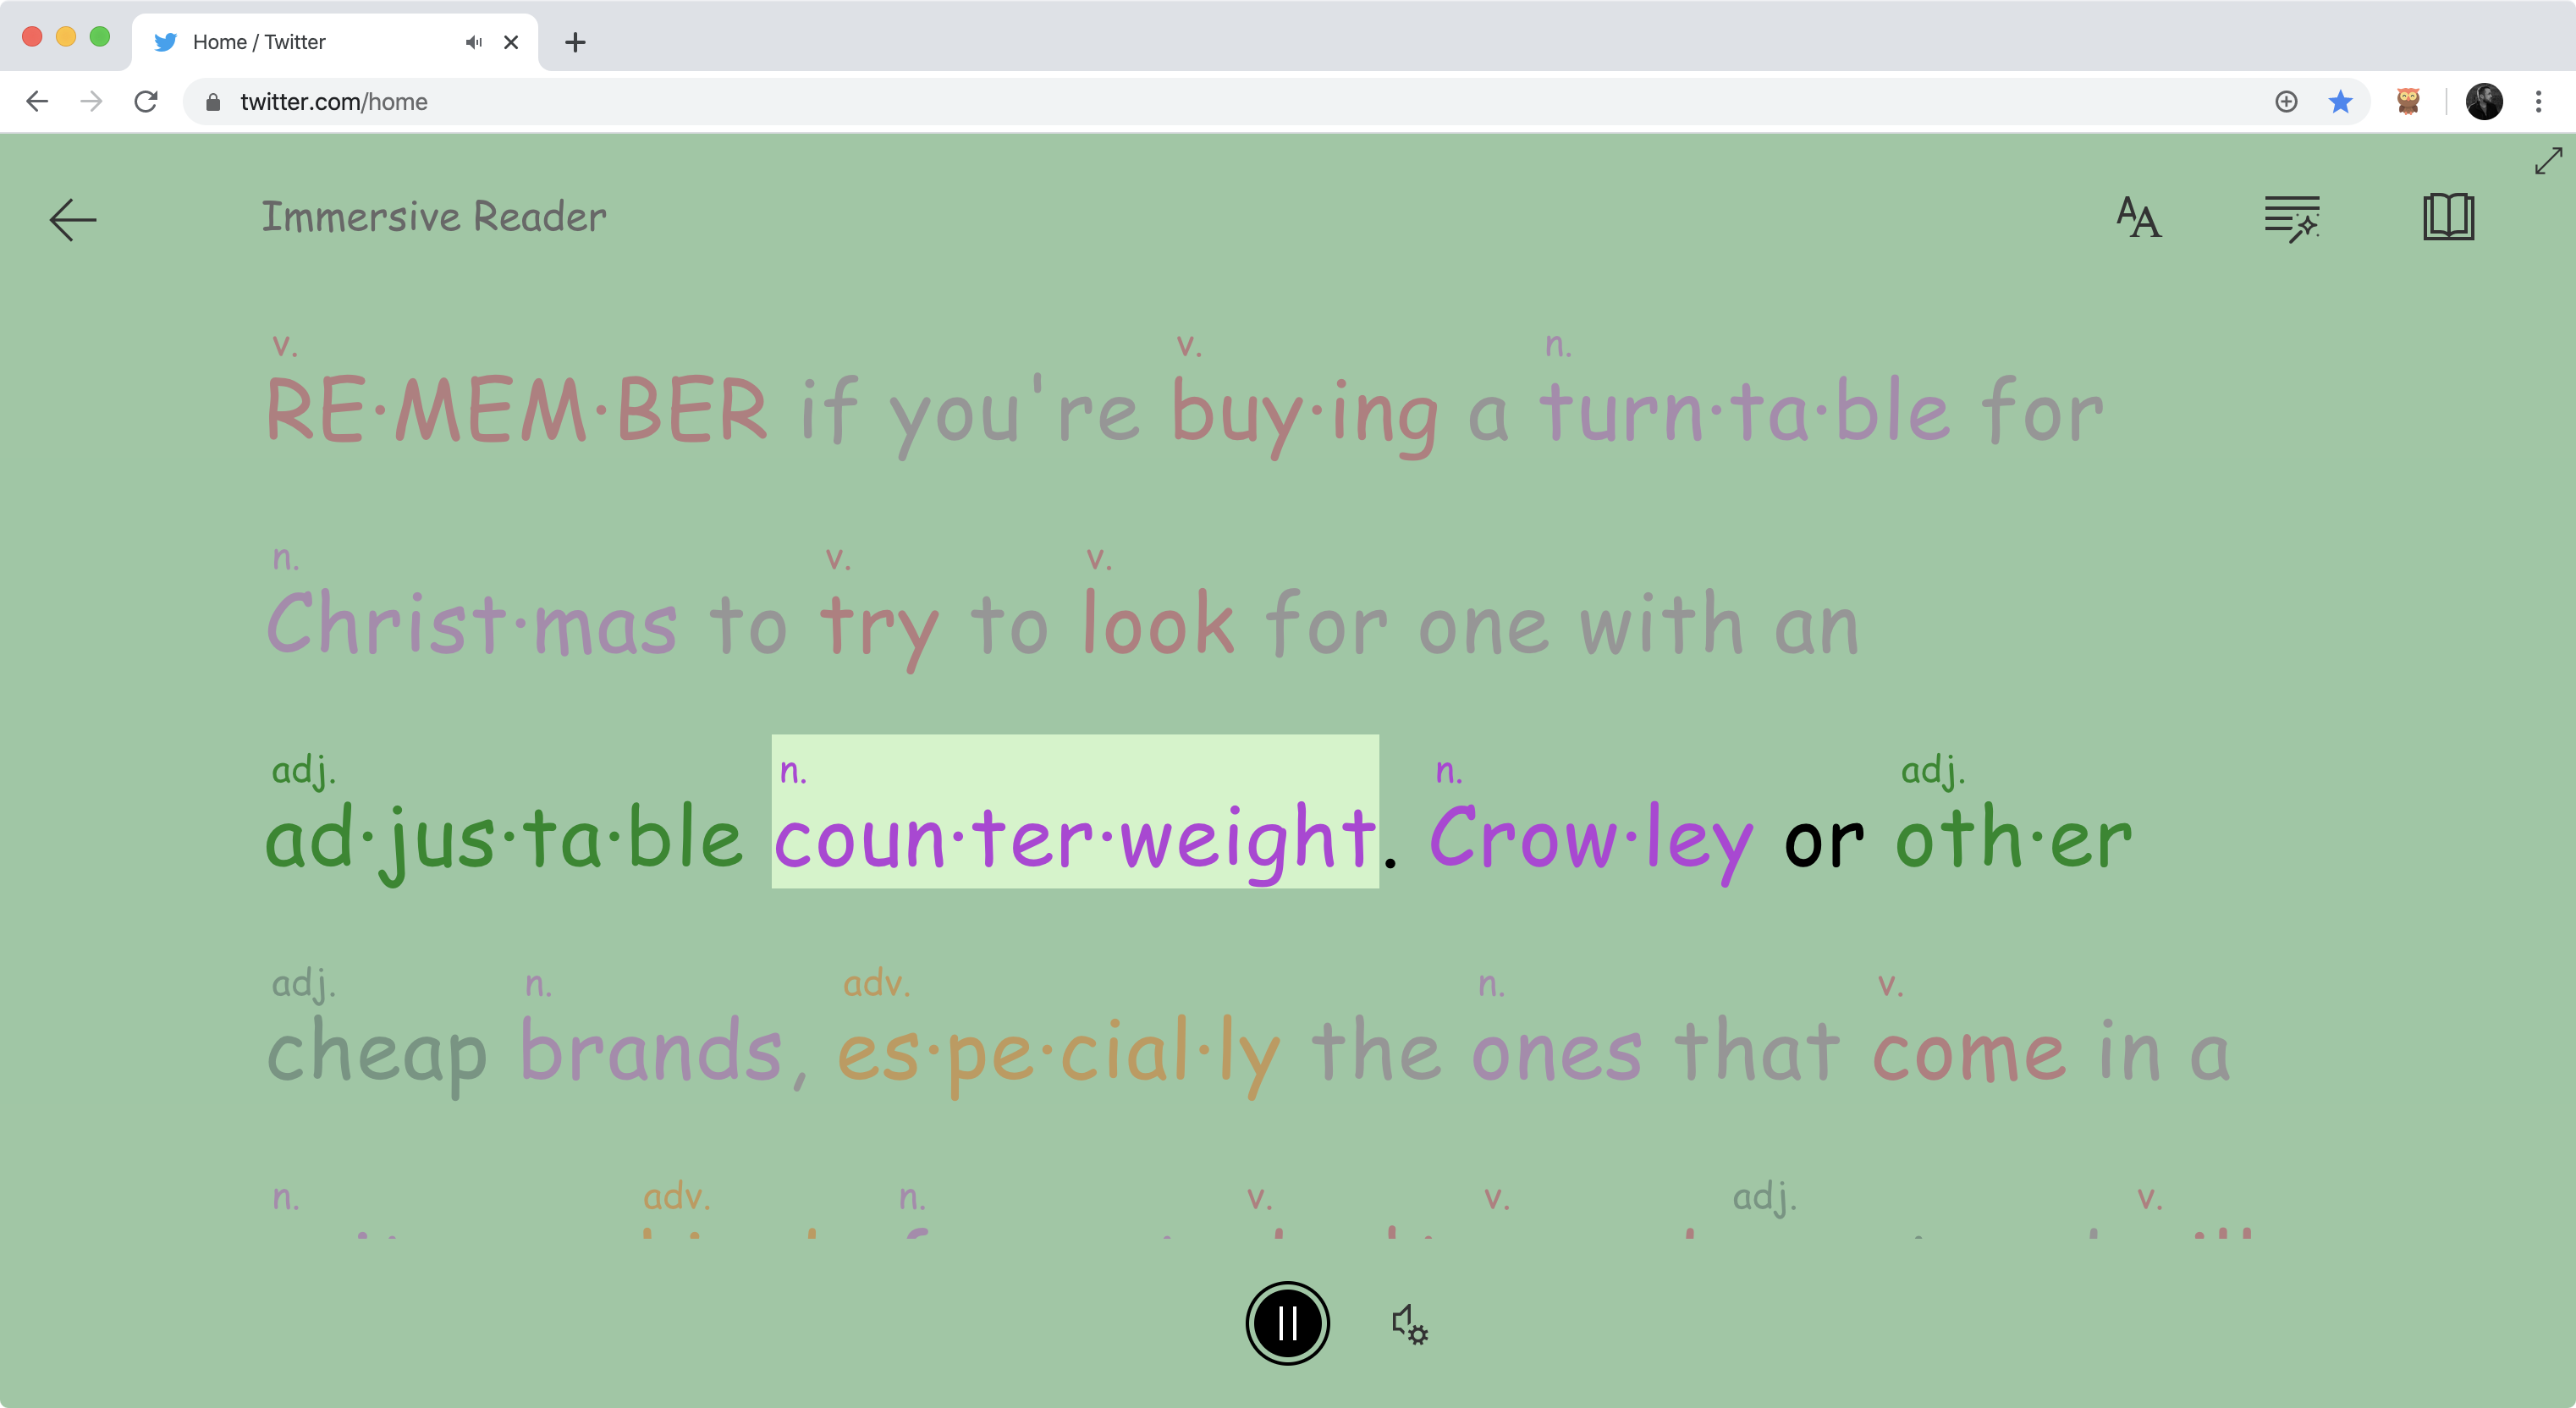 Home / Twitter
twitter.com/home
Immersive Reader
v. v. n.
RE·MEM·BER if you're buy·ing a turn·ta·ble for
n. v. v.
Christ·mas to try to look for one with an
adj. n. n. adj.
ad·jus·ta·ble coun·ter·weight. Crow·ley or oth·er
adj. n. adv. n. v.
cheap brands, es·pe·cial·ly the ones that come in a
n. adv. n. v. v. adj. v.